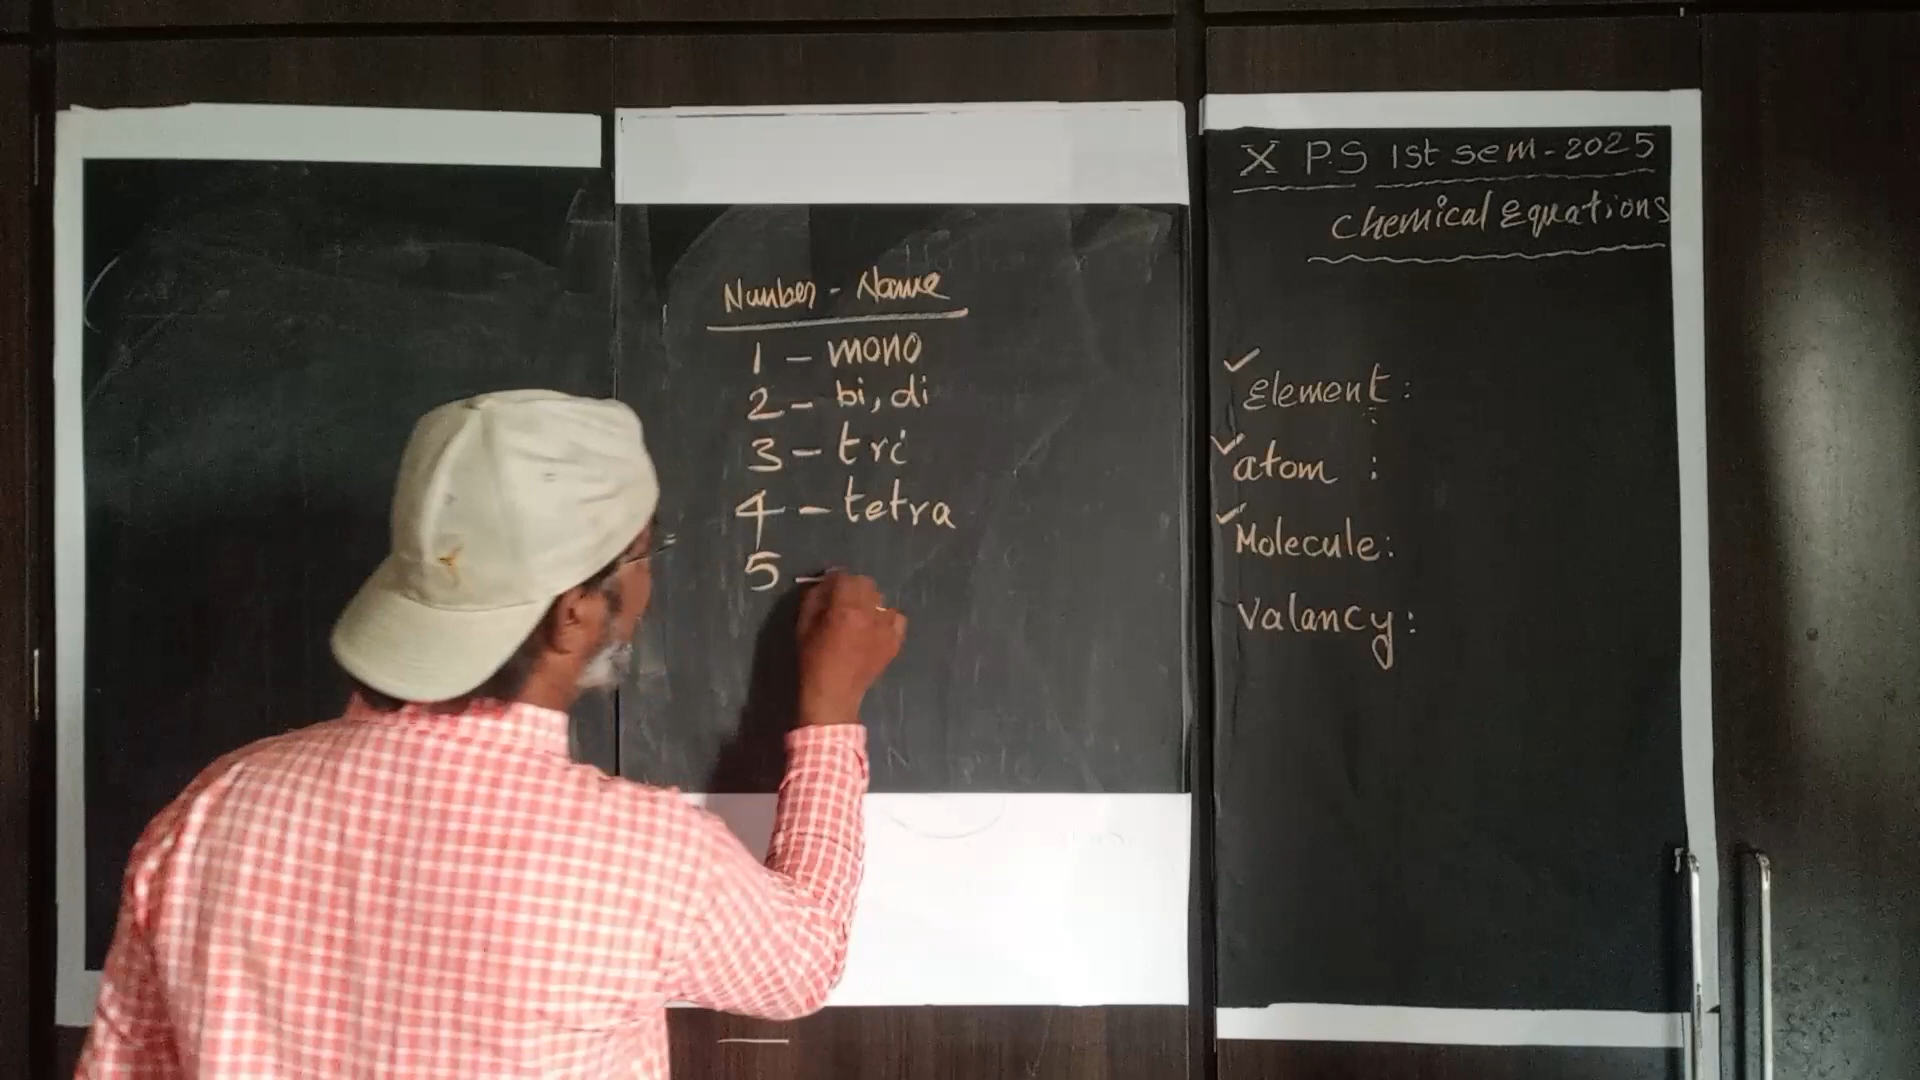 Number - Name
1 - mono
2 - bi, di
3 - tri
4 - tetra
5 -
X P.S 1st sem - 2025
Chemical Equations
Element:
atom :
Molecule:
Valancy: